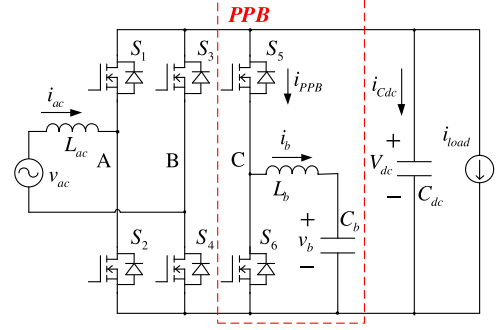 PPB
S1 S3 S5
iPPB iCdc
iac
Lac A B C ib + iload
vac Lb Vdc
Cdc
S2 S4 S6 + vb − Cb −